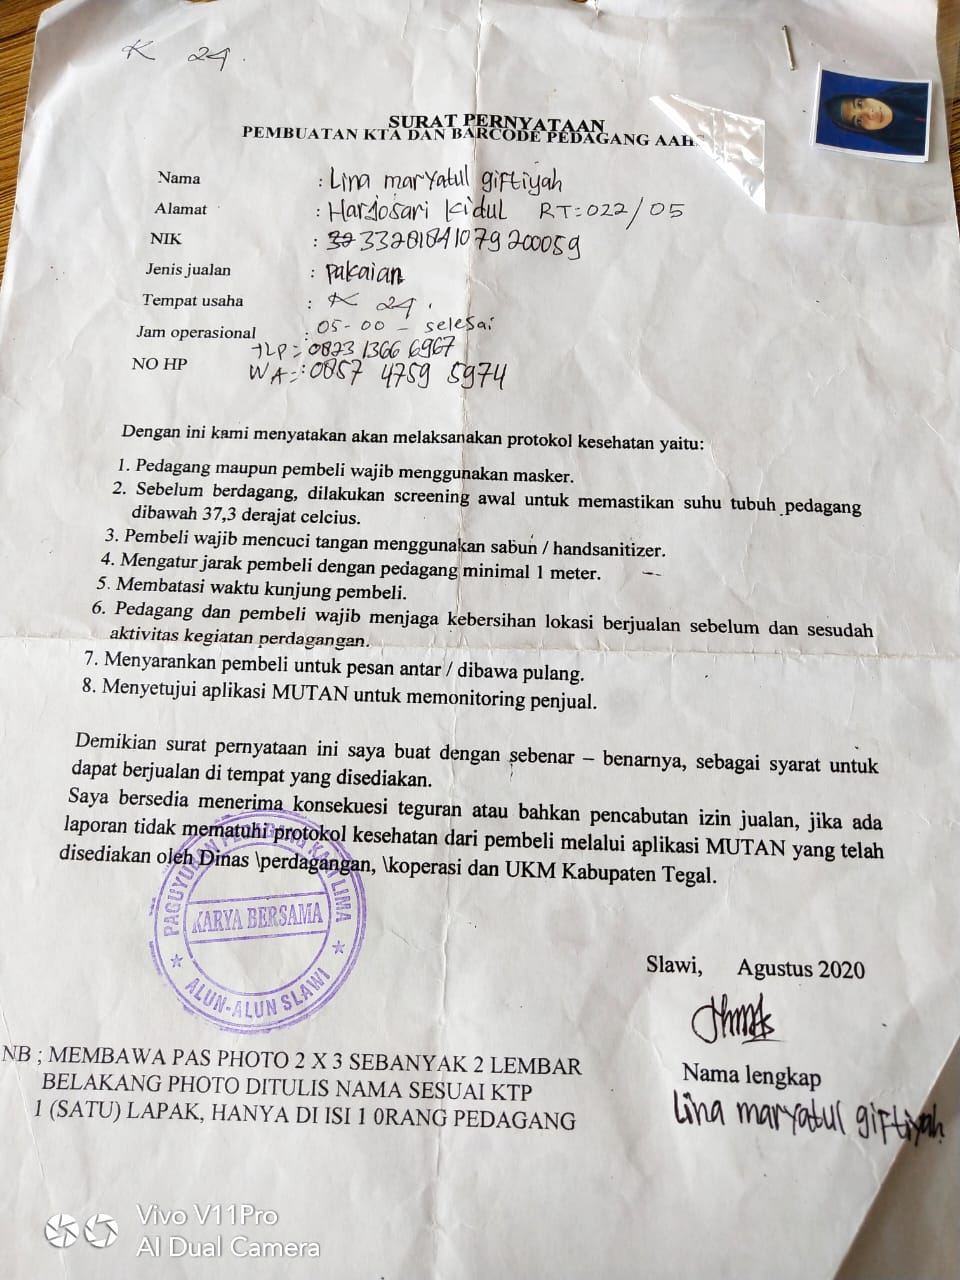 K 24.
SURAT PERNYATAAN
PEMBUATAN KTA DAN BARCODE PEDAGANG AAH
Nama : Lina maryatul giftiyah
Alamat : Hardosari Kidul RT:022/05
NIK : 32 3328184107920059
Jenis jualan : pakaian
Tempat usaha : K 24.
Jam operasional : 05-00 - selesai
TLP = 0823 1366 6967
NO HP WA = : 0857 4759 5974
Dengan ini kami menyatakan akan melaksanakan protokol kesehatan yaitu:
1. Pedagang maupun pembeli wajib menggunakan masker.
2. Sebelum berdagang, dilakukan screening awal untuk memastikan suhu tubuh pedagang
dibawah 37,3 derajat celcius.
3. Pembeli wajib mencuci tangan menggunakan sabun / handsanitizer.
4. Mengatur jarak pembeli dengan pedagang minimal 1 meter.
5. Membatasi waktu kunjung pembeli.
6. Pedagang dan pembeli wajib menjaga kebersihan lokasi berjualan sebelum dan sesudah
aktivitas kegiatan perdagangan.
7. Menyarankan pembeli untuk pesan antar / dibawa pulang.
8. Menyetujui aplikasi MUTAN untuk memonitoring penjual.
Demikian surat pernyataan ini saya buat dengan sebenar – benarnya, sebagai syarat untuk
dapat berjualan di tempat yang disediakan.
Saya bersedia menerima konsekuesi teguran atau bahkan pencabutan izin jualan, jika ada
laporan tidak mematuhi protokol kesehatan dari pembeli melalui aplikasi MUTAN yang telah
disediakan oleh Dinas \perdagangan, \koperasi dan UKM Kabupaten Tegal.
PAGUYUBAN PEDAGANG KAKI LIMA
KARYA BERSAMA
ALUN-ALUN SLAWI
Slawi, Agustus 2020
Nama lengkap
Lina maryatul giftiyah
NB ; MEMBAWA PAS PHOTO 2 X 3 SEBANYAK 2 LEMBAR
BELAKANG PHOTO DITULIS NAMA SESUAI KTP
1 (SATU) LAPAK, HANYA DI ISI 1 0RANG PEDAGANG
Vivo V11Pro
AI Dual Camera